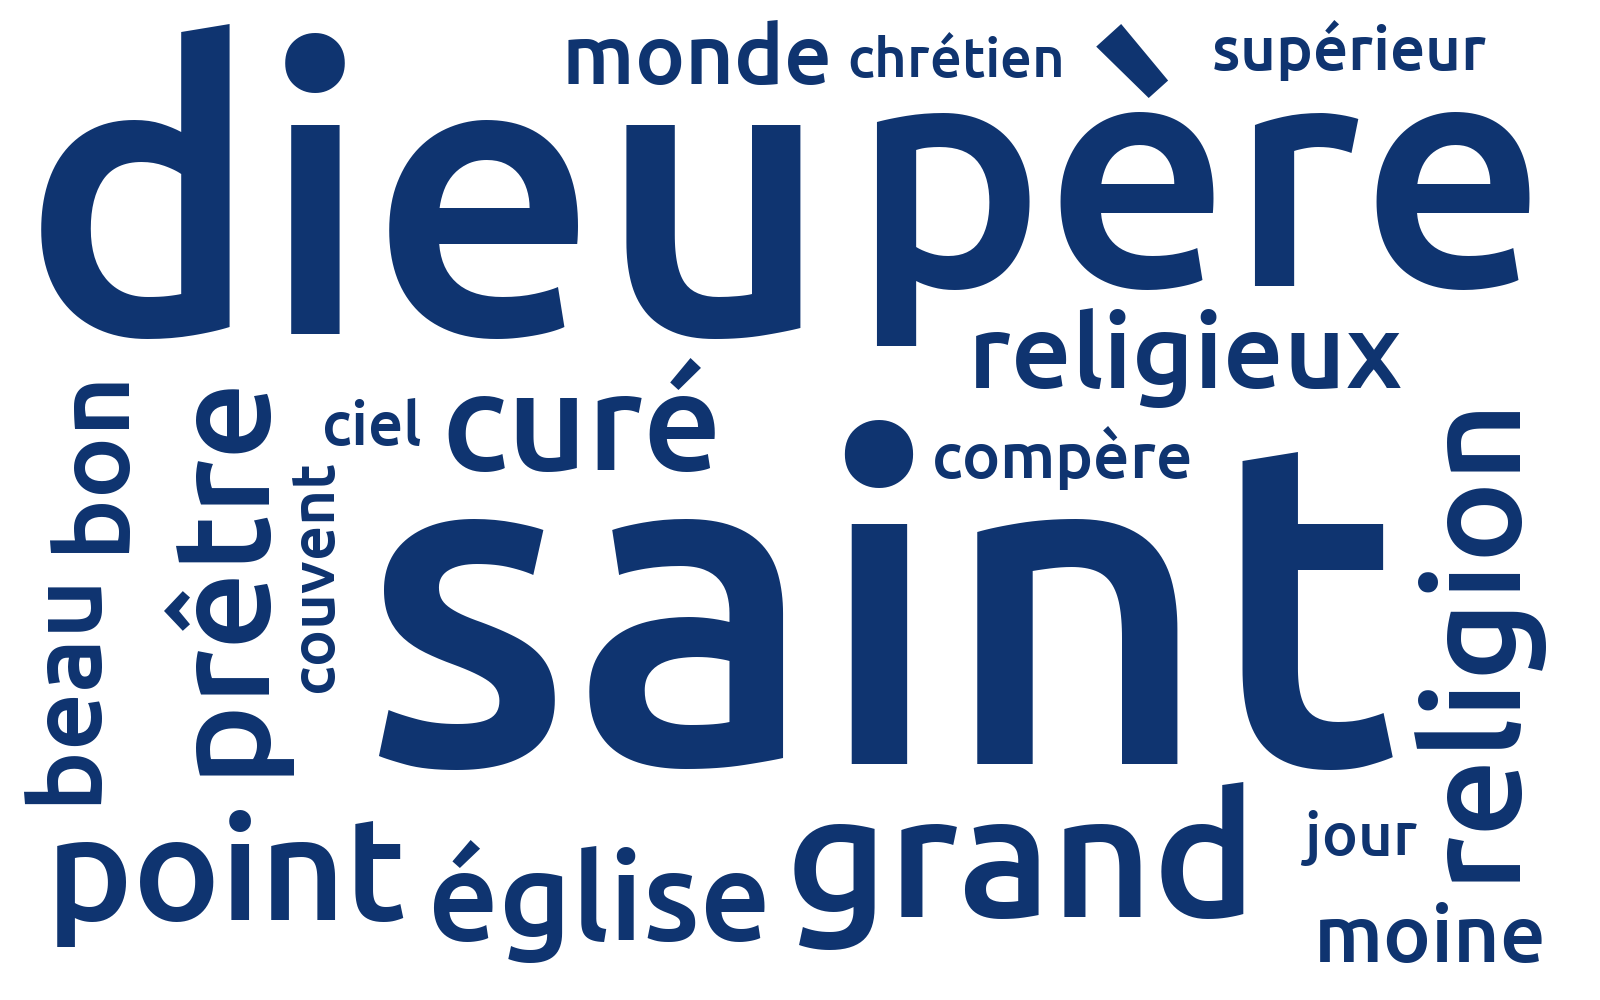 monde
chrétien
supérieur
dieu
père
religieux
curé
ciel
compère
bon
prêtre
couvent
saint
religion
beau
point
église
grand
jour
moine